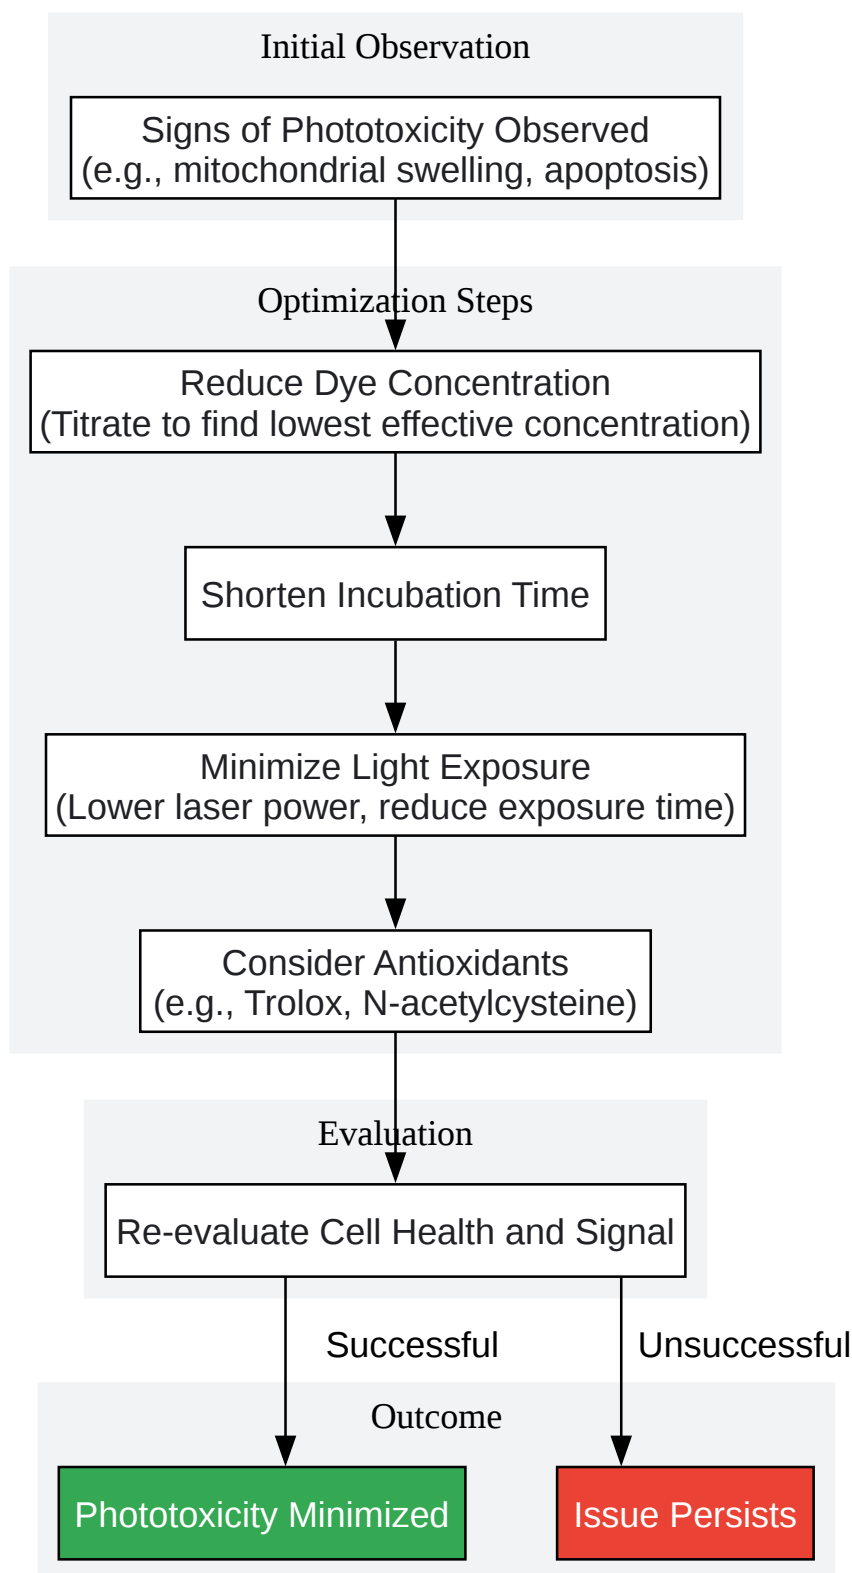 Initial Observation
Signs of Phototoxicity Observed
(e.g., mitochondrial swelling, apoptosis)
Optimization Steps
Reduce Dye Concentration
(Titrate to find lowest effective concentration)
Shorten Incubation Time
Minimize Light Exposure
(Lower laser power, reduce exposure time)
Consider Antioxidants
(e.g., Trolox, N-acetylcysteine)
Evaluation
Re-evaluate Cell Health and Signal
Successful
Unsuccessful
Outcome
Phototoxicity Minimized
Issue Persists